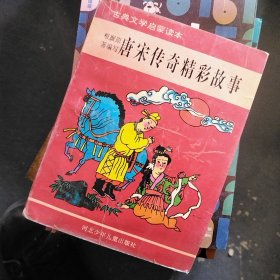 古典文学启蒙读本
唐宋传奇精彩故事
河北少年儿童出版社